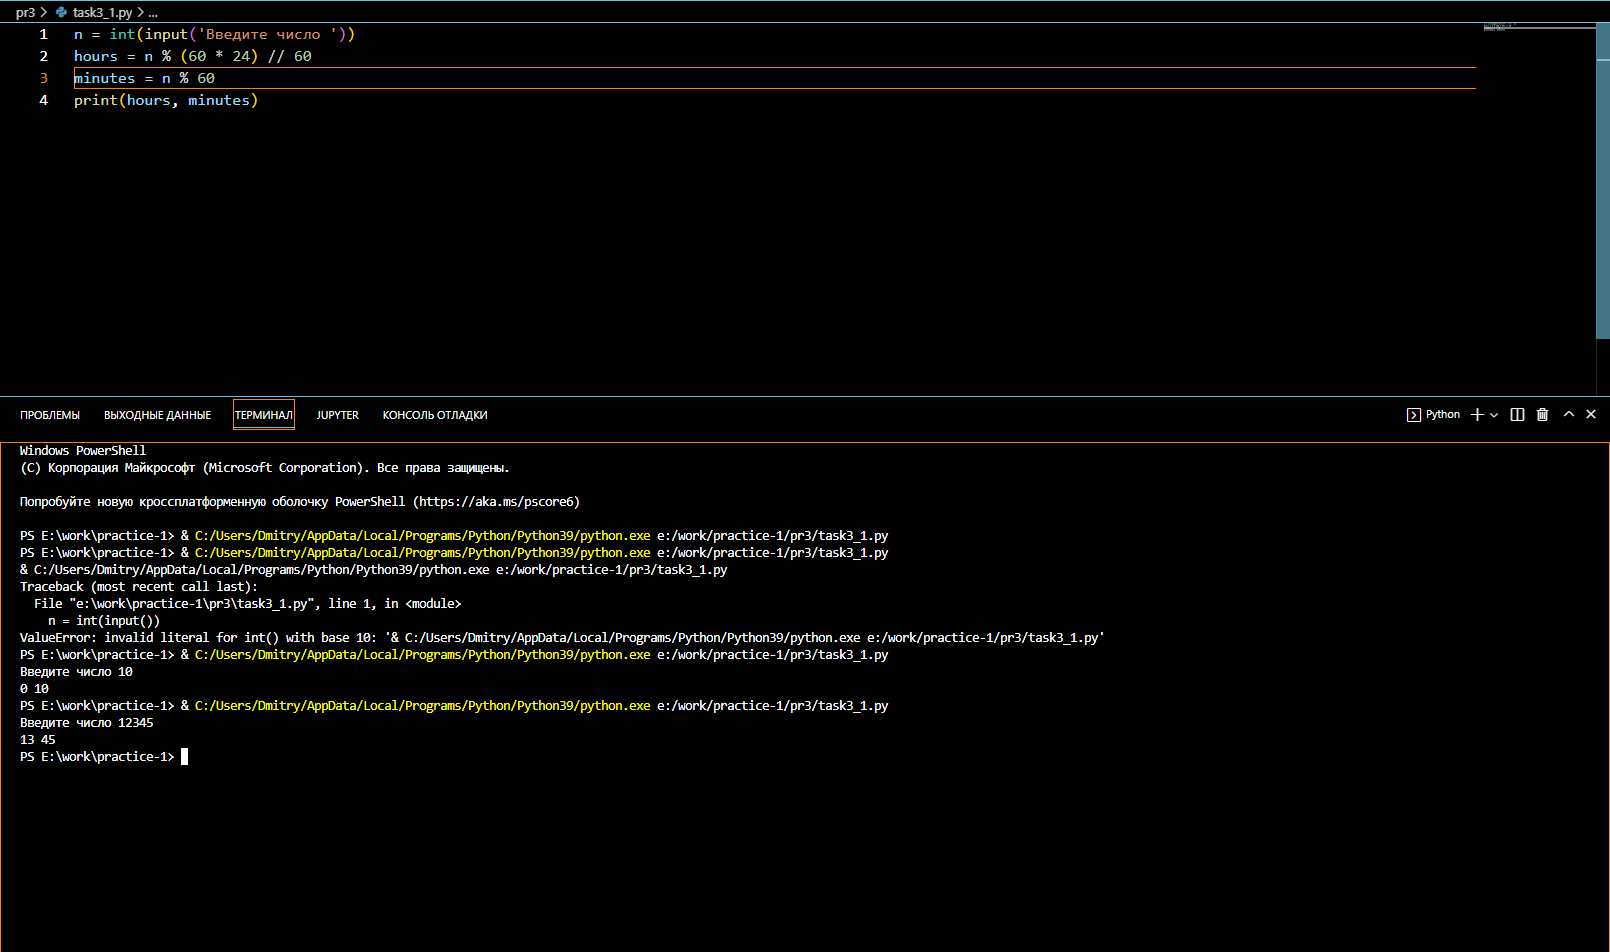 pr3 > task3_1.py > ...
1 n = int(input('Введите число '))
2 hours = n % (60 * 24) // 60
3 minutes = n % 60
4 print(hours, minutes)
ПРОБЛЕМЫ ВЫХОДНЫЕ ДАННЫЕ ТЕРМИНАЛ JUPYTER КОНСОЛЬ ОТЛАДКИ Python
Windows PowerShell
(C) Корпорация Майкрософт (Microsoft Corporation). Все права защищены.
Попробуйте новую кроссплатформенную оболочку PowerShell (https://aka.ms/pscore6)
PS E:\work\practice-1> & C:/Users/Dmitry/AppData/Local/Programs/Python/Python39/python.exe e:/work/practice-1/pr3/task3_1.py
PS E:\work\practice-1> & C:/Users/Dmitry/AppData/Local/Programs/Python/Python39/python.exe e:/work/practice-1/pr3/task3_1.py
& C:/Users/Dmitry/AppData/Local/Programs/Python/Python39/python.exe e:/work/practice-1/pr3/task3_1.py
Traceback (most recent call last):
  File "e:\work\practice-1\pr3\task3_1.py", line 1, in <module>
    n = int(input())
ValueError: invalid literal for int() with base 10: '& C:/Users/Dmitry/AppData/Local/Programs/Python/Python39/python.exe e:/work/practice-1/pr3/task3_1.py'
PS E:\work\practice-1> & C:/Users/Dmitry/AppData/Local/Programs/Python/Python39/python.exe e:/work/practice-1/pr3/task3_1.py
Введите число 10
0 10
PS E:\work\practice-1> & C:/Users/Dmitry/AppData/Local/Programs/Python/Python39/python.exe e:/work/practice-1/pr3/task3_1.py
Введите число 12345
13 45
PS E:\work\practice-1>